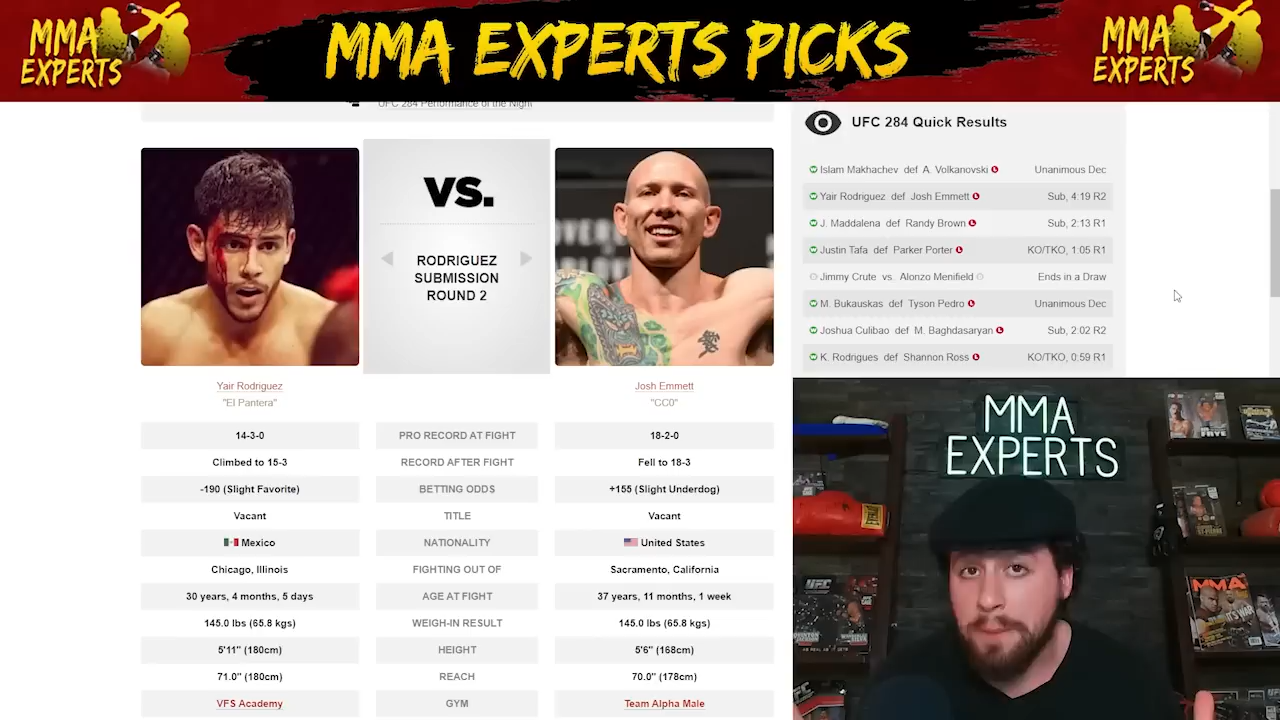 MMA EXPERTS
MMA EXPERTS PICKS
MMA EXPERTS
UFC 284 Performance of the Night
VS.
RODRIGUEZ
SUBMISSION
ROUND 2
Yair Rodriguez
"El Pantera"
Josh Emmett
"CC0"
14-3-0 PRO RECORD AT FIGHT 18-2-0
Climbed to 15-3 RECORD AFTER FIGHT Fell to 18-3
-190 (Slight Favorite) BETTING ODDS +155 (Slight Underdog)
Vacant TITLE Vacant
Mexico NATIONALITY United States
Chicago, Illinois FIGHTING OUT OF Sacramento, California
30 years, 4 months, 5 days AGE AT FIGHT 37 years, 11 months, 1 week
145.0 lbs (65.8 kgs) WEIGH-IN RESULT 145.0 lbs (65.8 kgs)
5'11" (180cm) HEIGHT 5'6" (168cm)
71.0" (180cm) REACH 70.0" (178cm)
VFS Academy GYM Team Alpha Male
UFC 284 Quick Results
W Islam Makhachev def A. Volkanovski L Unanimous Dec
W Yair Rodriguez def Josh Emmett L Sub, 4:19 R2
W J. Maddalena def Randy Brown L Sub, 2:13 R1
W Justin Tafa def Parker Porter L KO/TKO, 1:05 R1
Jimmy Crute vs. Alonzo Menifield Ends in a Draw
W M. Bukauskas def Tyson Pedro L Unanimous Dec
W Joshua Culibao def M. Baghdasaryan L Sub, 2:02 R2
W K. Rodrigues def Shannon Ross L KO/TKO, 0:59 R1
MMA
EXPERTS
FRYE
UFC
MMA